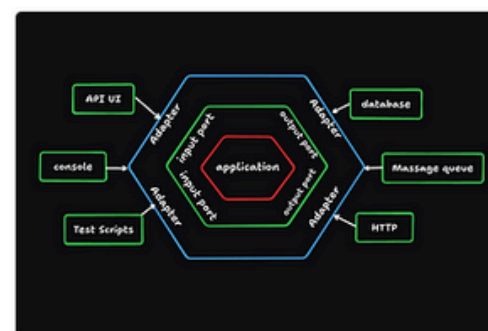 API UI
Adapter
Adapter
database
input port
output port
console
application
Massage queue
input port
output port
Adapter
Adapter
Test Scripts
HTTP